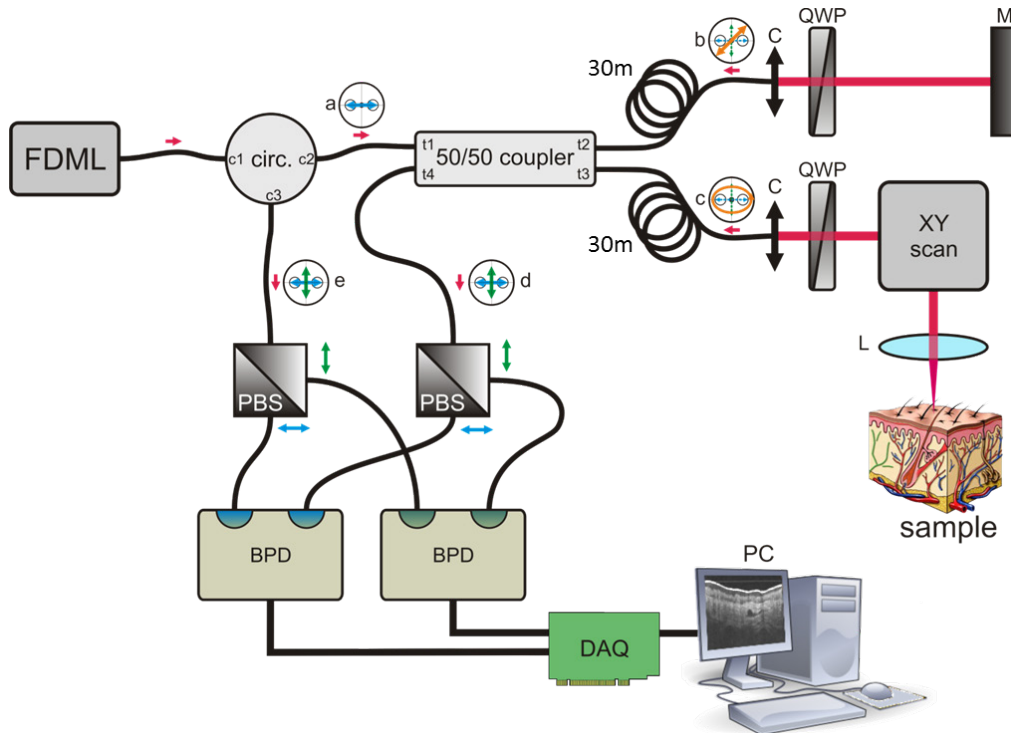 QWP
M
b
C
30m
a
FDML
circ.
c1
c2
c3
t1
t2
50/50 coupler
t4
t3
QWP
C
c
30m
XY
scan
e
d
L
PBS
PBS
sample
BPD
BPD
PC
DAQ